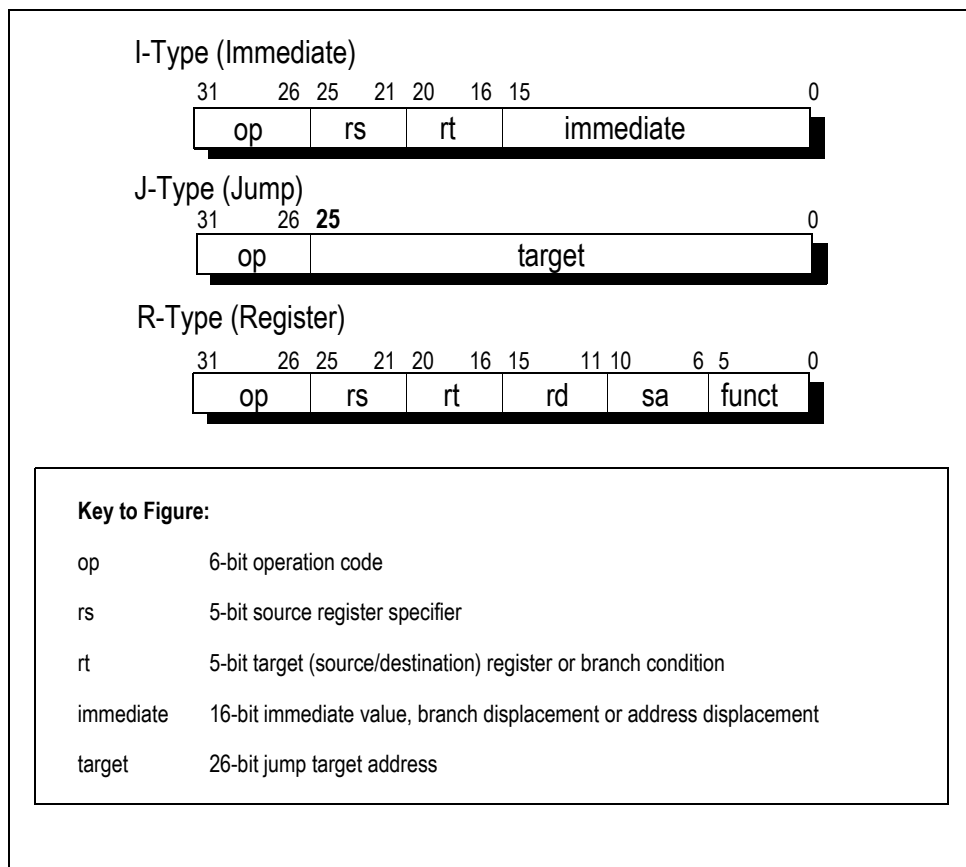 I-Type (Immediate)
31 26 25 21 20 16 15 0
op rs rt immediate
J-Type (Jump)
31 26 25 0
op target
R-Type (Register)
31 26 25 21 20 16 15 11 10 6 5 0
op rs rt rd sa funct
Key to Figure:
op 6-bit operation code
rs 5-bit source register specifier
rt 5-bit target (source/destination) register or branch condition
immediate 16-bit immediate value, branch displacement or address displacement
target 26-bit jump target address